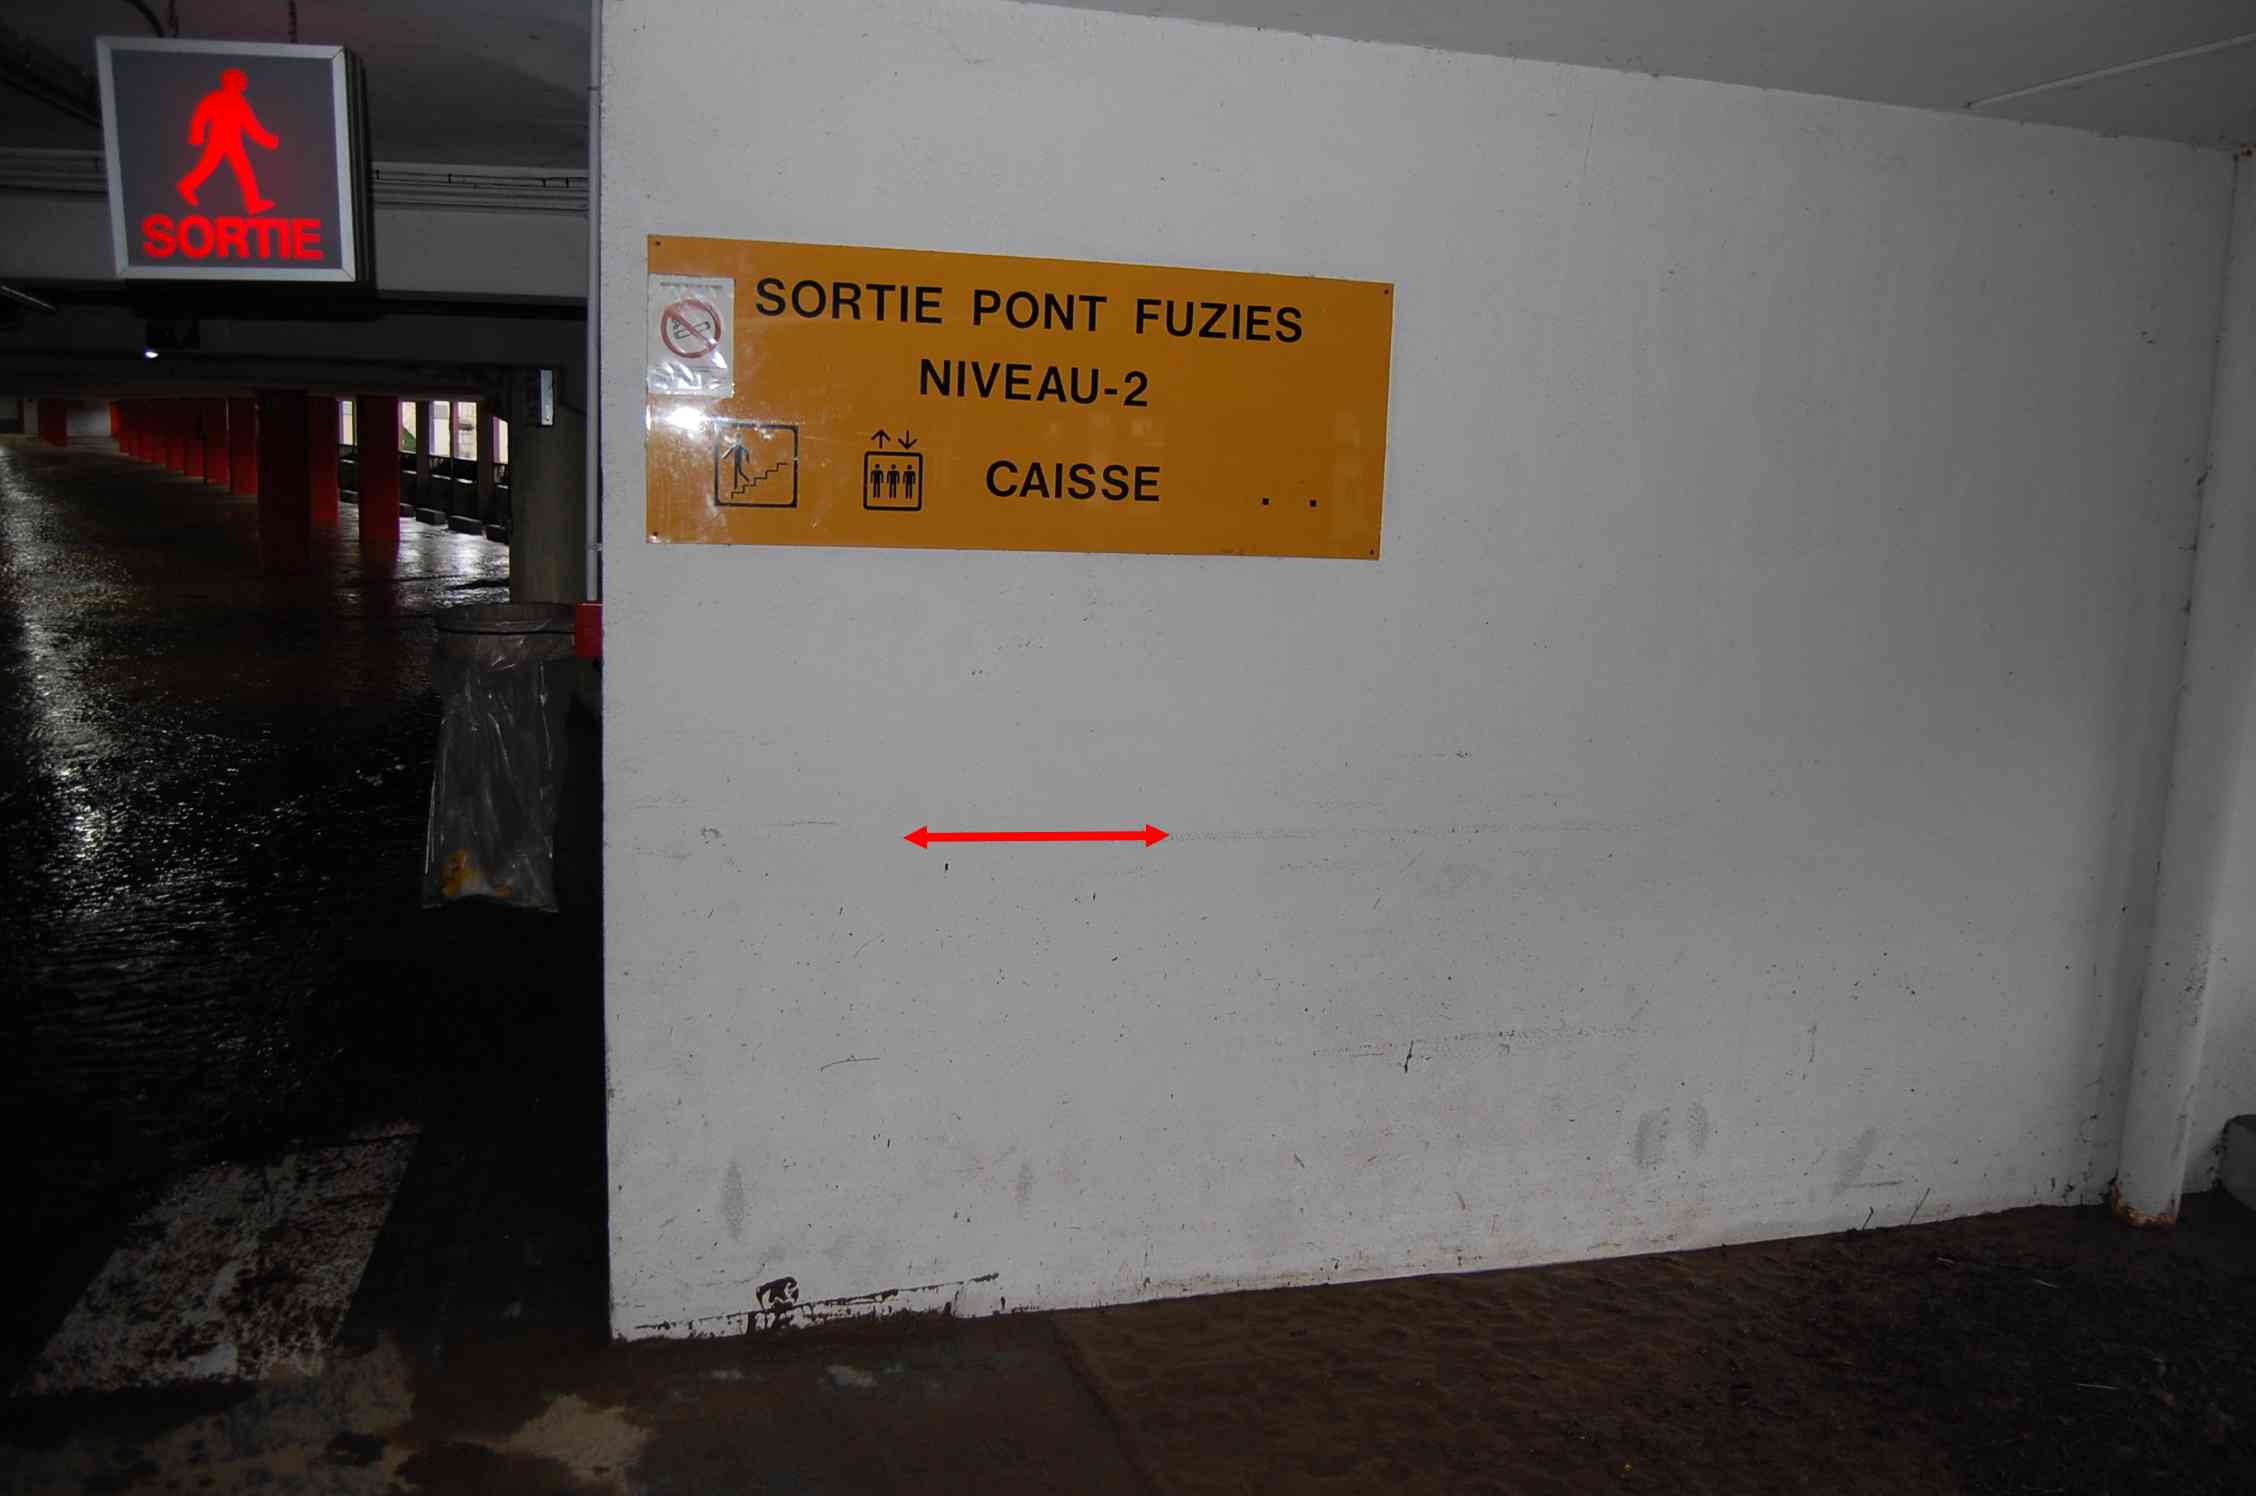 SORTIE
SORTIE PONT FUZIES
NIVEAU-2
CAISSE . .